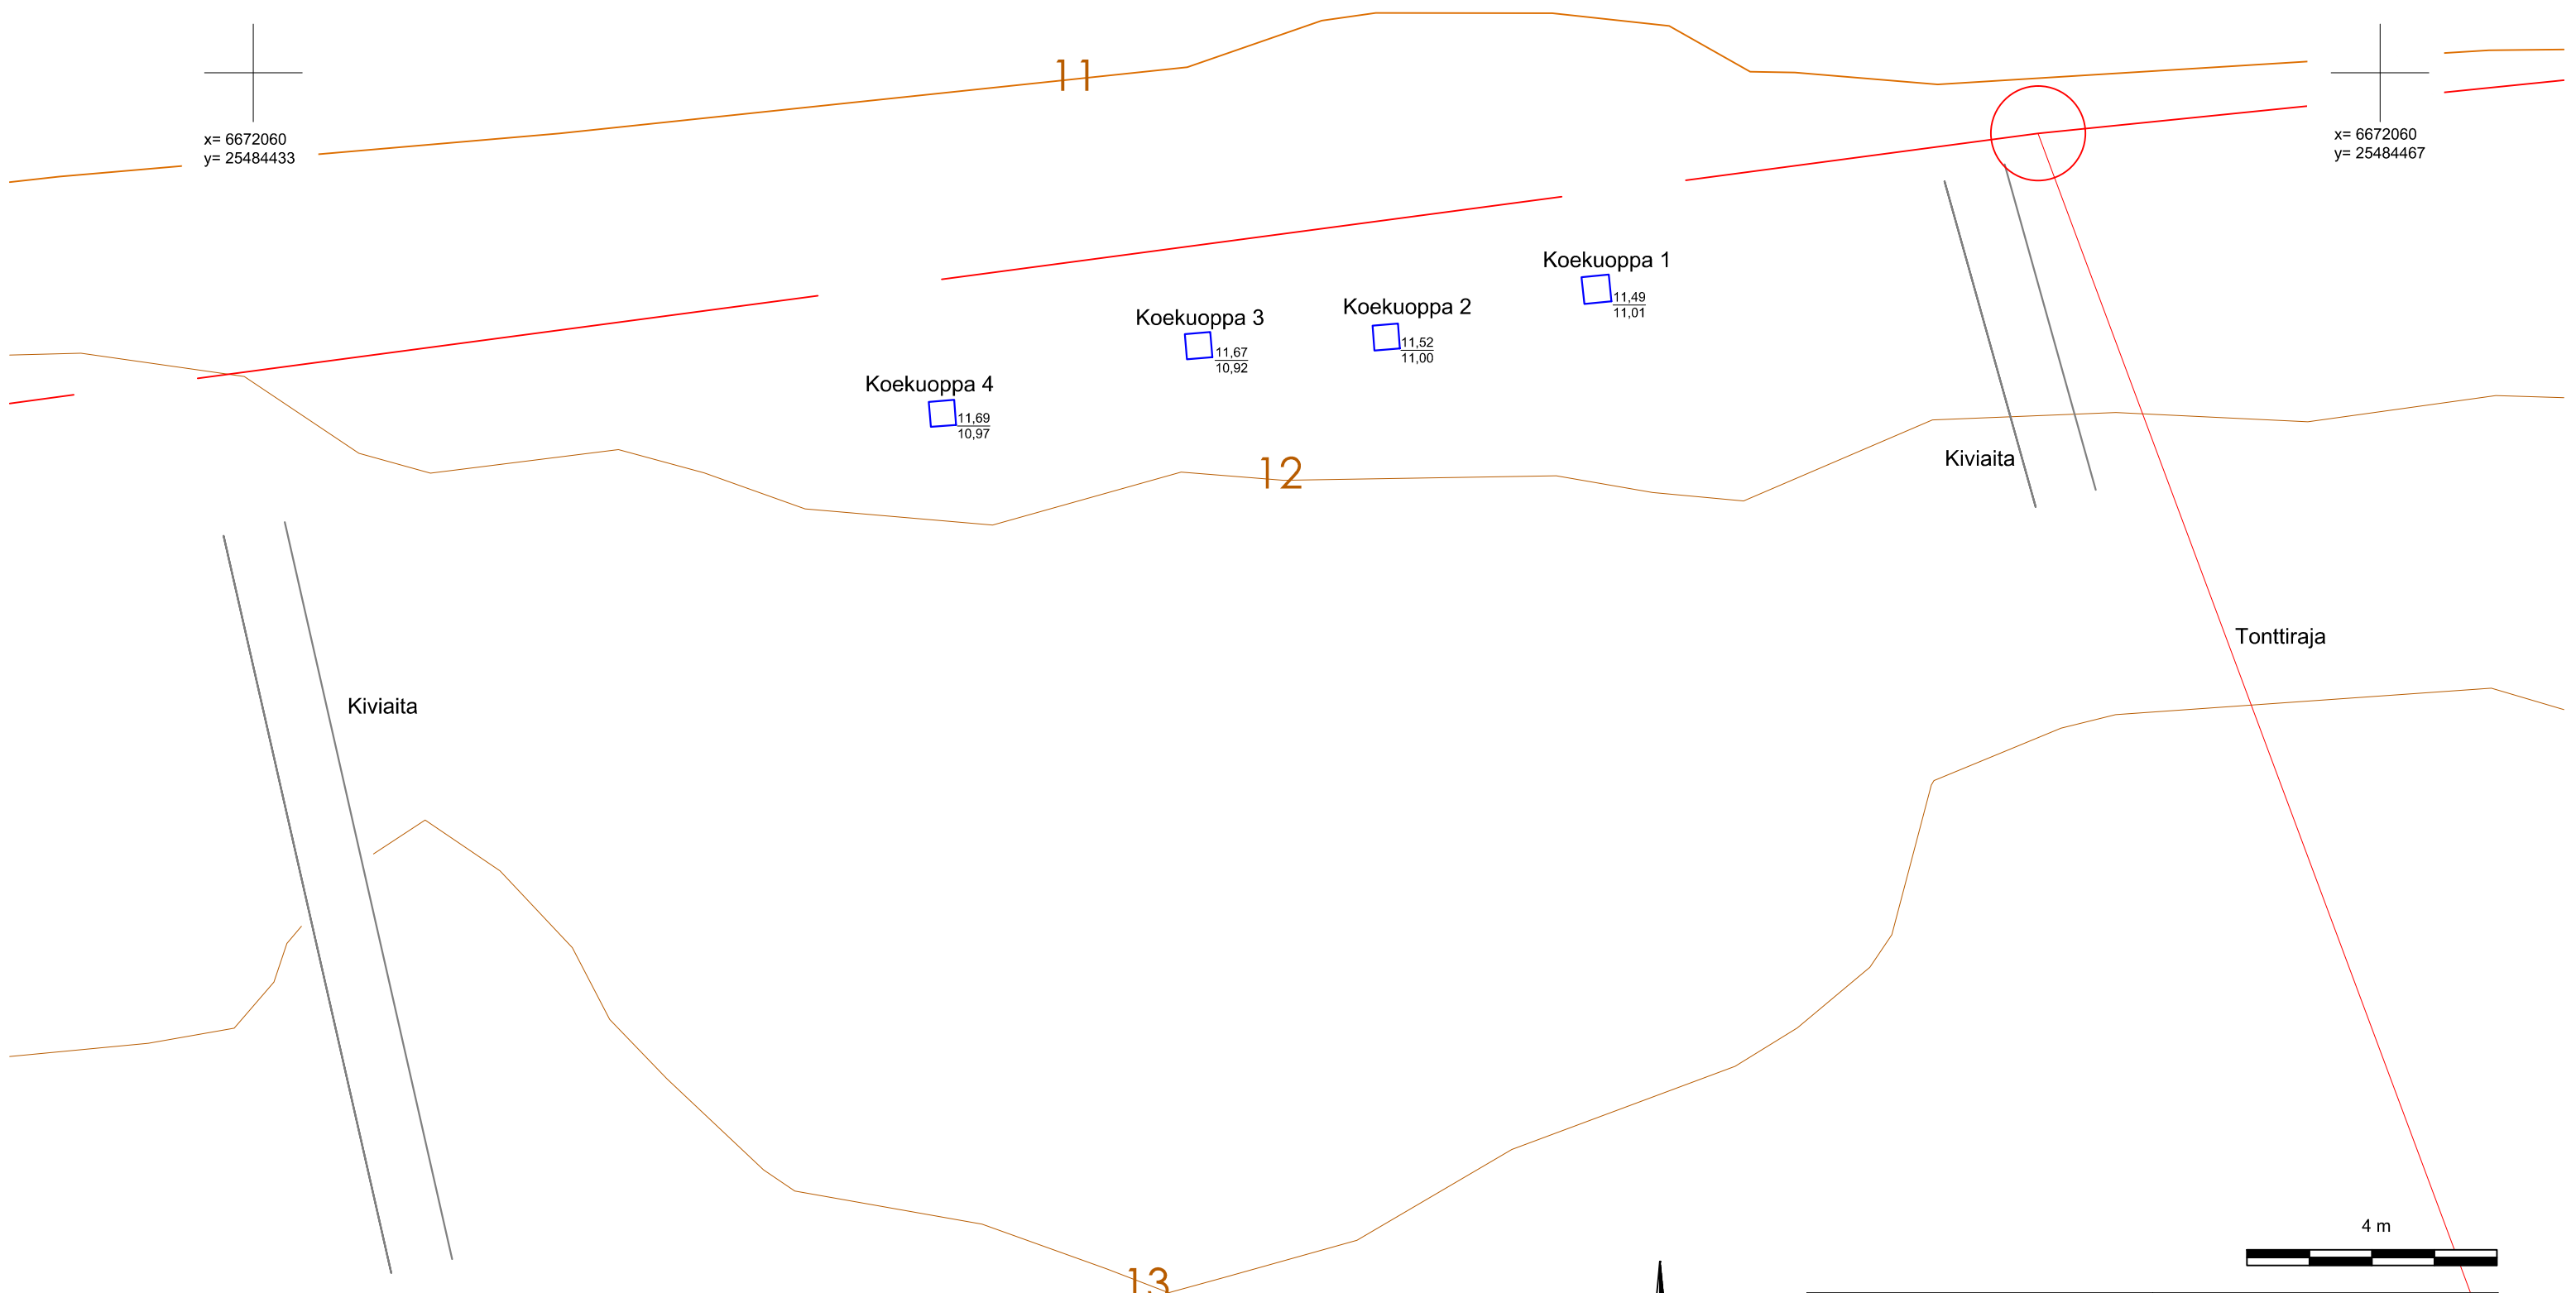 11
x= 6672060
y= 25484433
x= 6672060
y= 25484467
Koekuoppa 1
11,49
11,01
Koekuoppa 2
11,52
11,00
Koekuoppa 3
11,67
10,92
Koekuoppa 4
11,69
10,97
12
Kiviaita
Tonttiraja
Kiviaita
4 m
13